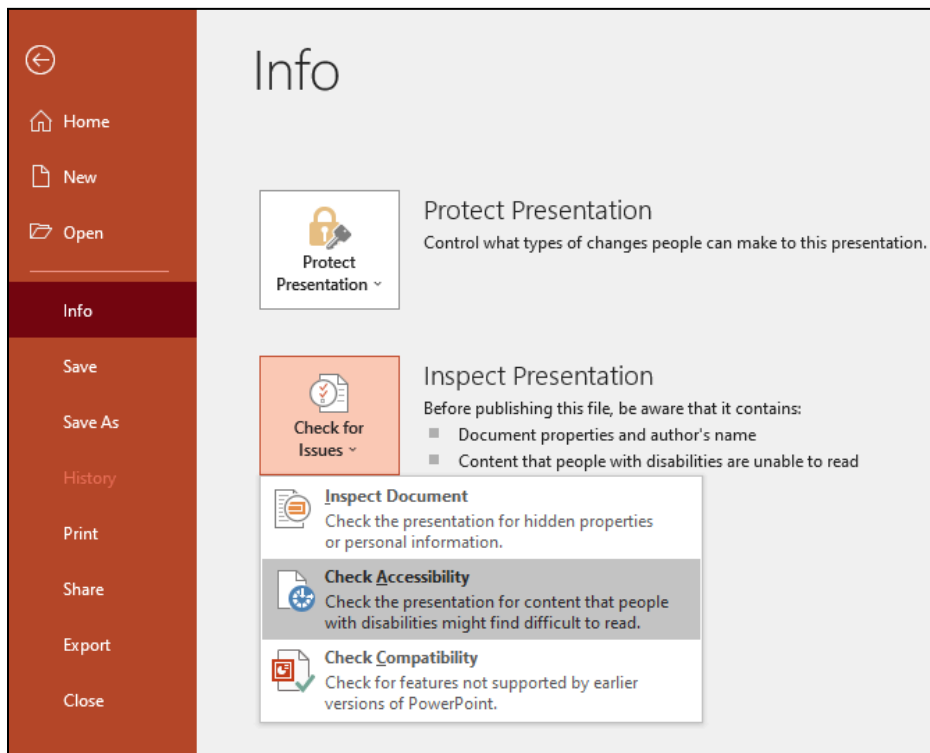 Info
Home
New
Open
Info
Save
Save As
History
Print
Share
Export
Close
Protect
Presentation
Protect Presentation
Control what types of changes people can make to this presentation.
Check for
Issues
Inspect Presentation
Before publishing this file, be aware that it contains:
Document properties and author's name
Content that people with disabilities are unable to read
Inspect Document
Check the presentation for hidden properties
or personal information.
Check Accessibility
Check the presentation for content that people
with disabilities might find difficult to read.
Check Compatibility
Check for features not supported by earlier
versions of PowerPoint.